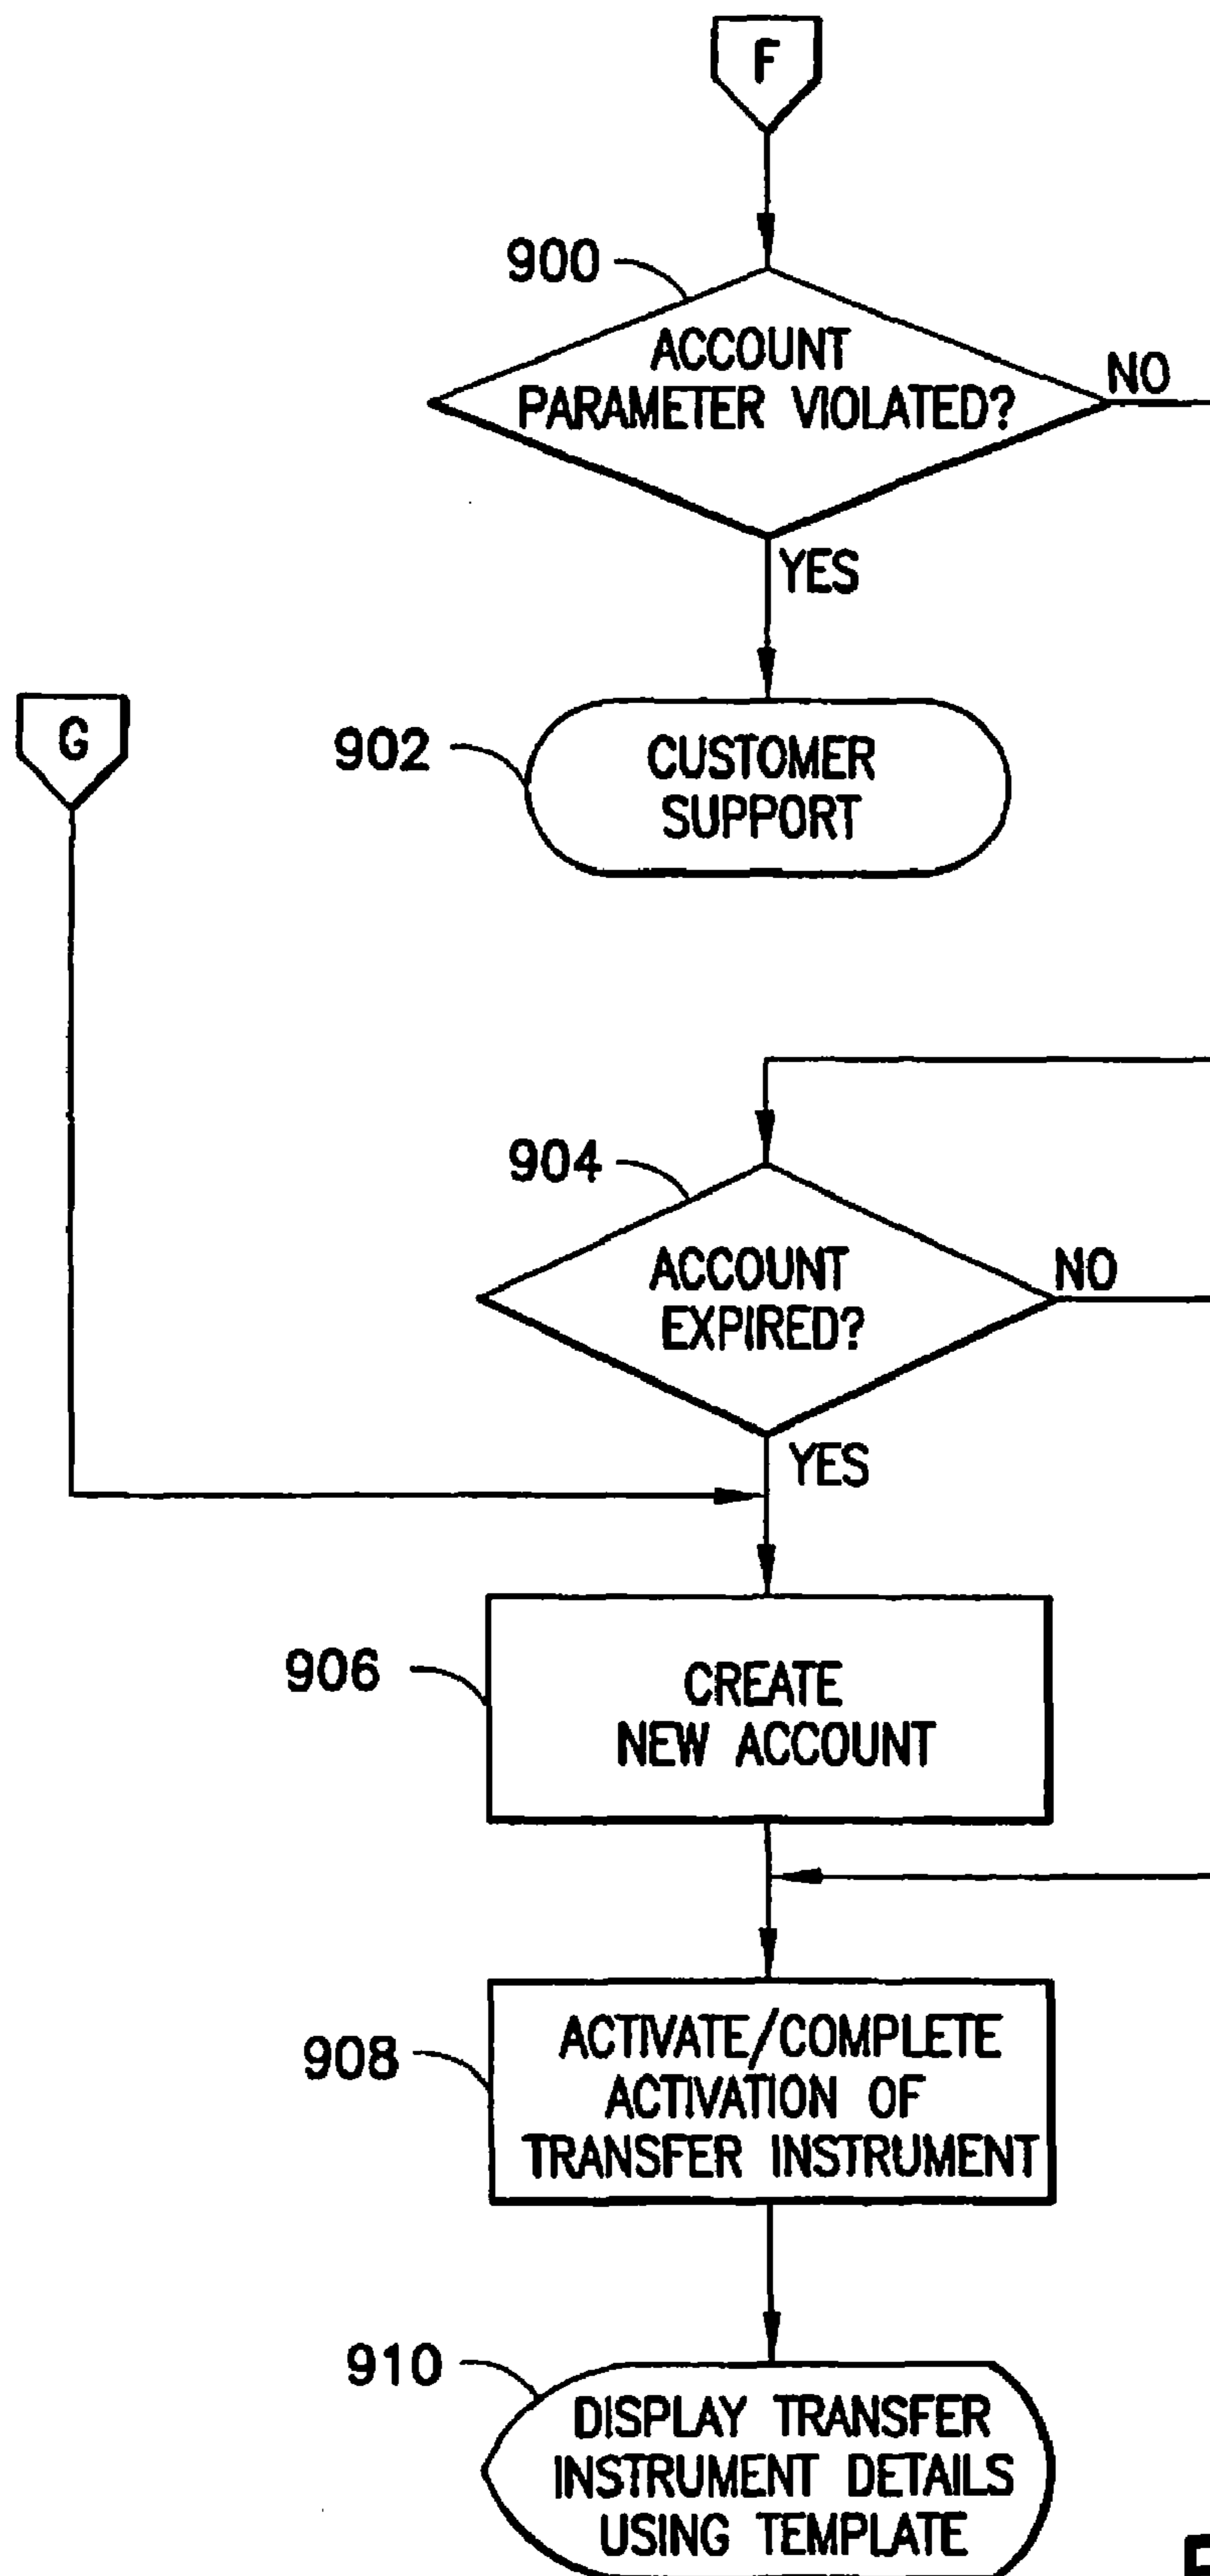 F
900
ACCOUNT
PARAMETER VIOLATED?
NO
YES
G
902
CUSTOMER
SUPPORT
904
ACCOUNT
EXPIRED?
NO
YES
906
CREATE
NEW ACCOUNT
908
ACTIVATE/COMPLETE
ACTIVATION OF
TRANSFER INSTRUMENT
910
DISPLAY TRANSFER
INSTRUMENT DETAILS
USING TEMPLATE